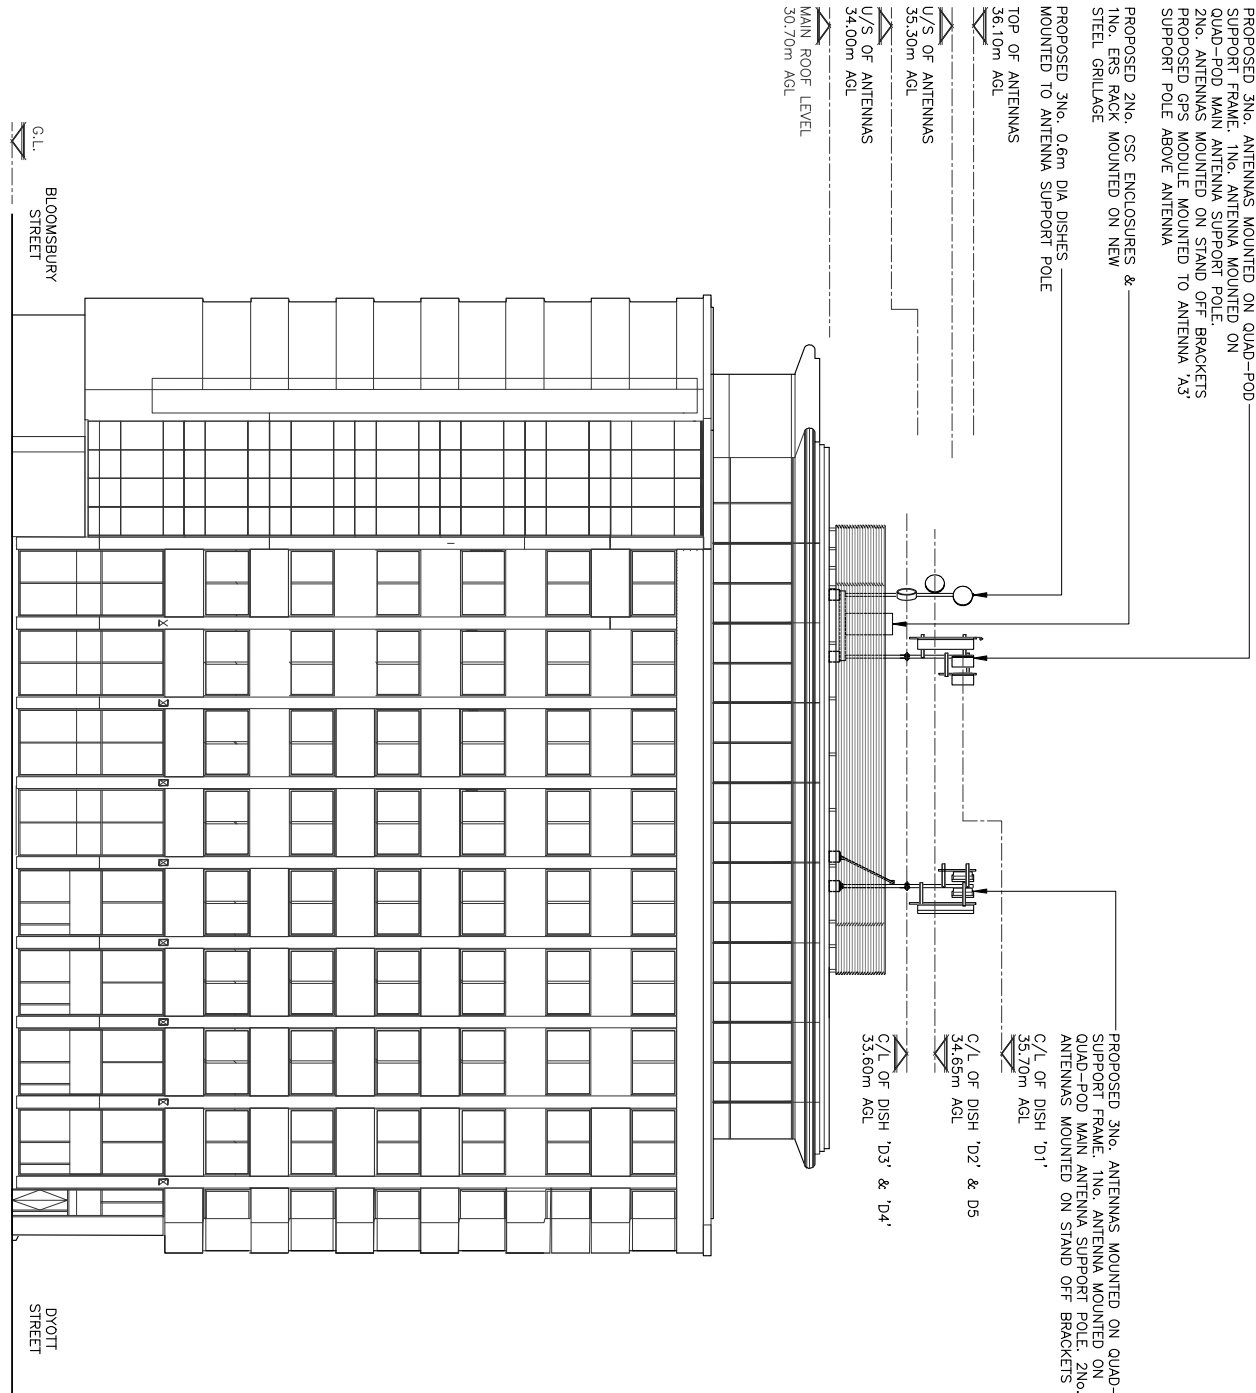 PROPOSED 3No. ANTENNAS MOUNTED ON QUAD-POD
SUPPORT FRAME. 1No. ANTENNA MOUNTED ON
QUAD-POD MAIN ANTENNA SUPPORT POLE.
2No. ANTENNAS MOUNTED ON STAND OFF BRACKETS
PROPOSED GPS MODULE MOUNTED TO ANTENNA 'A3'
SUPPORT POLE ABOVE ANTENNA
PROPOSED 2No. CSC ENCLOSURES &
1No. ERS RACK MOUNTED ON NEW
STEEL GRILLAGE
PROPOSED 3No. 0.6m DIA DISHES
MOUNTED TO ANTENNA SUPPORT POLE
TOP OF ANTENNAS
36.10m AGL
U/S OF ANTENNAS
35.30m AGL
U/S OF ANTENNAS
34.00m AGL
MAIN ROOF LEVEL
30.70m AGL
PROPOSED 3No. ANTENNAS MOUNTED ON QUAD-
SUPPORT FRAME. 1No. ANTENNA MOUNTED ON
QUAD-POD MAIN ANTENNA SUPPORT POLE. 2No.
ANTENNAS MOUNTED ON STAND OFF BRACKETS
C/L OF DISH 'D1'
35.70m AGL
C/L OF DISH 'D2' & D5
34.65m AGL
C/L OF DISH 'D3' & 'D4'
33.60m AGL
G.L.
BLOOMSBURY
STREET
DYOTT
STREET